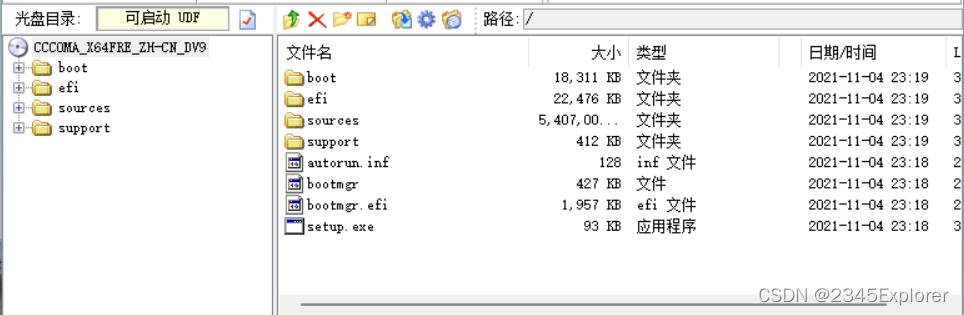 光盘目录: 可启动 UDF 路径: /
CCCOMA_X64FRE_ZH-CN_DV9
boot
efi
sources
support
文件名 大小 类型 日期/时间 L
boot 18,311 KB 文件夹 2021-11-04 23:19 3
efi 22,476 KB 文件夹 2021-11-04 23:19 3
sources 5,407,00... 文件夹 2021-11-04 23:19 3
support 412 KB 文件夹 2021-11-04 23:19 3
autorun.inf 128 inf 文件 2021-11-04 23:18 2
bootmgr 427 KB 文件 2021-11-04 23:18 2
bootmgr.efi 1,957 KB efi 文件 2021-11-04 23:18 2
setup.exe 93 KB 应用程序 2021-11-04 23:18 3
CSDN @2345Explorer